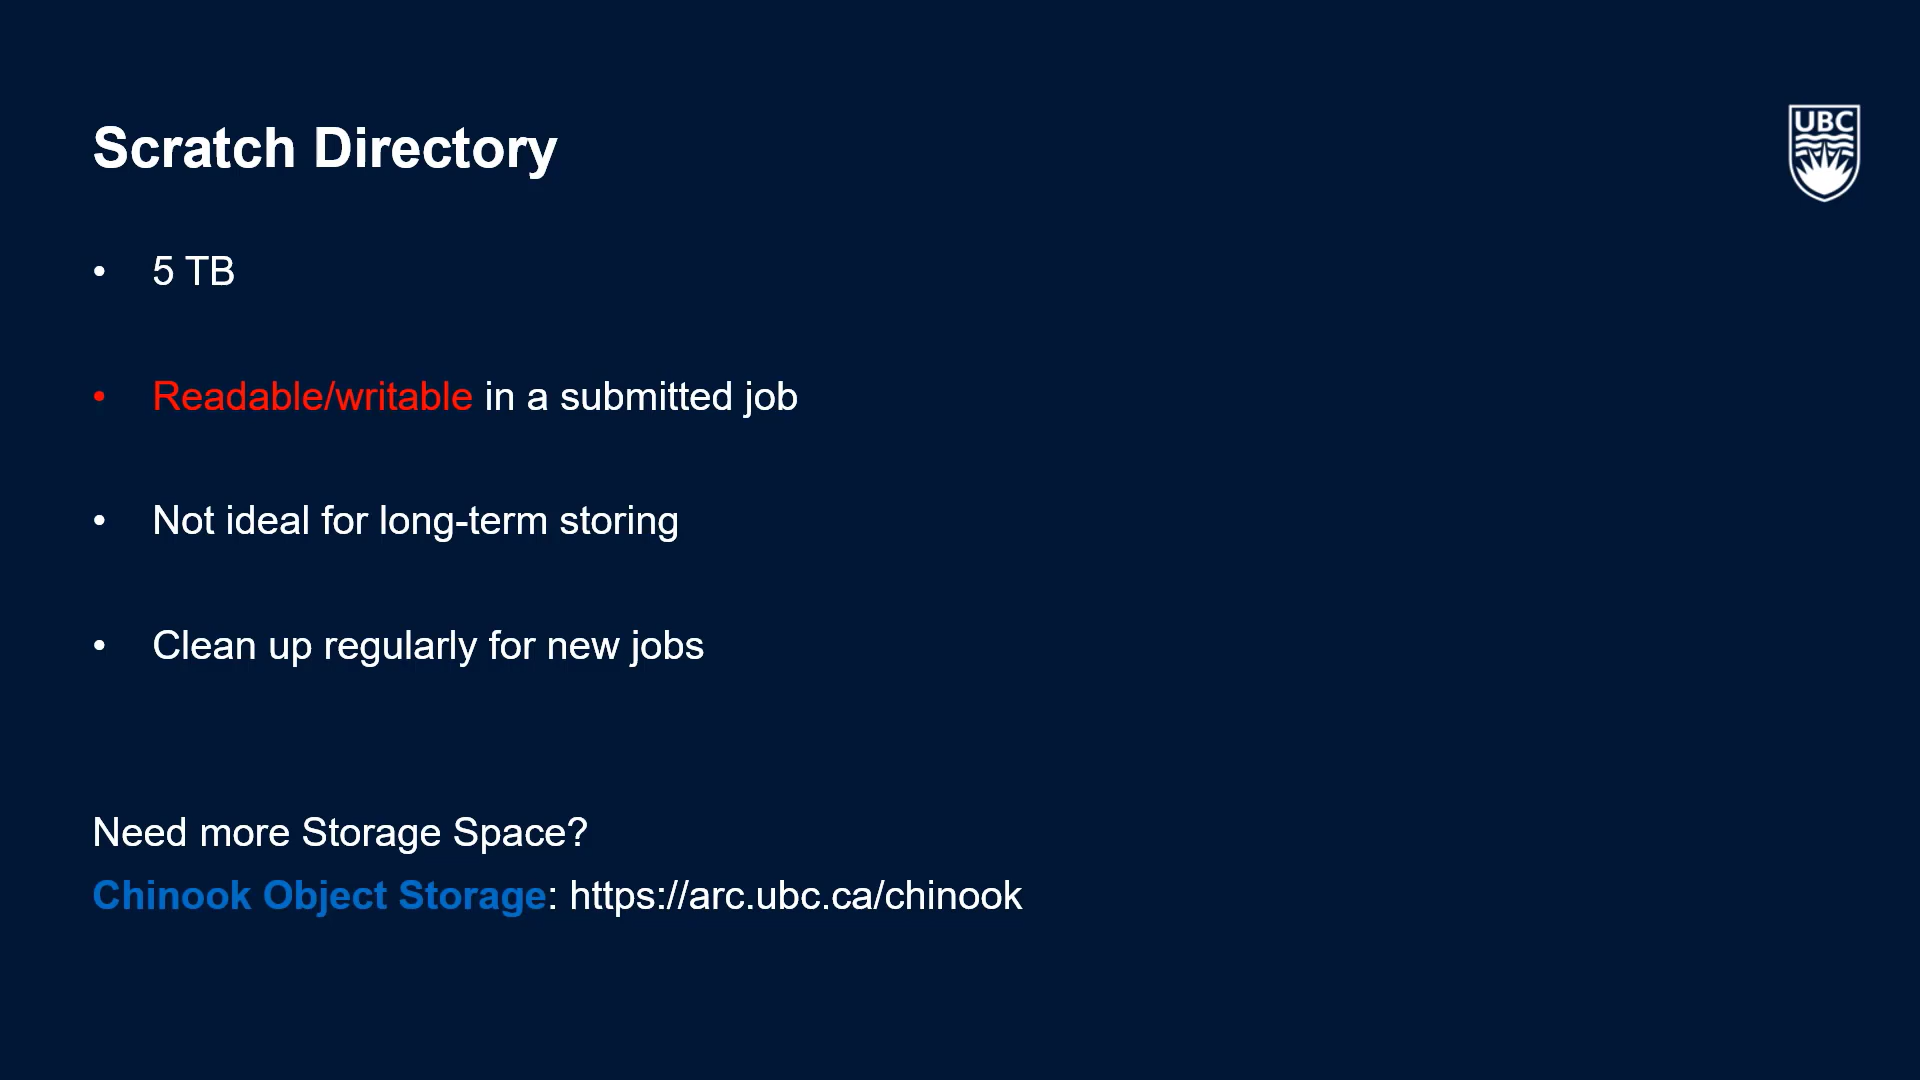 Scratch Directory
UBC
• 5 TB
• Readable/writable in a submitted job
• Not ideal for long-term storing
• Clean up regularly for new jobs
Need more Storage Space?
Chinook Object Storage: https://arc.ubc.ca/chinook